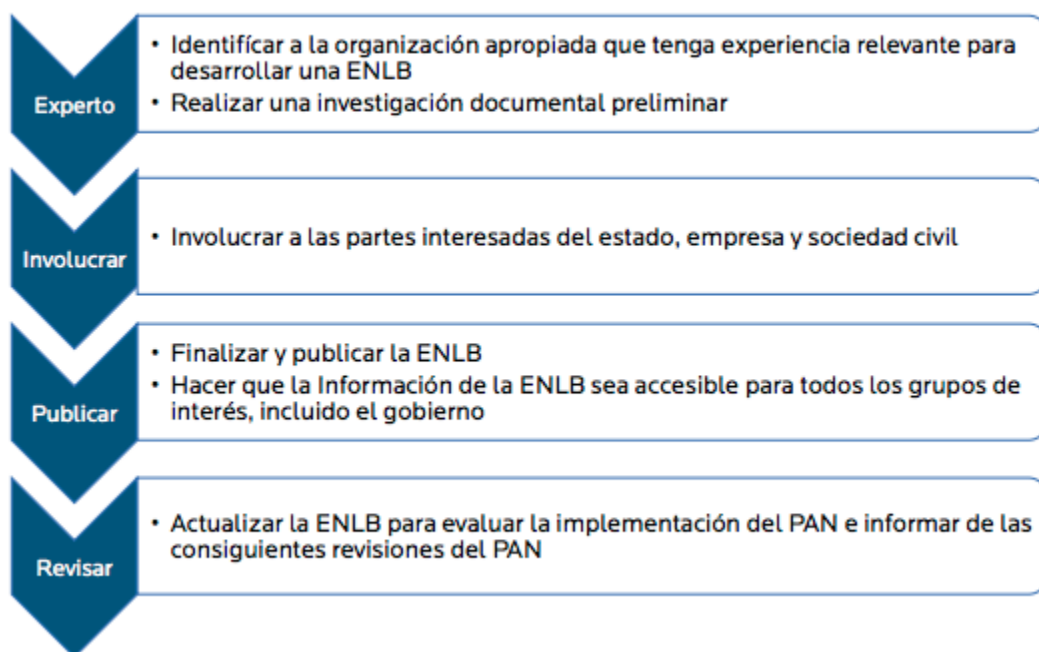 Experto
• Identifícar a la organización apropiada que tenga experiencia relevante para
desarrollar una ENLB
• Realizar una investigación documental preliminar
Involucrar
• Involucrar a las partes interesadas del estado, empresa y sociedad civil
Publicar
• Finalizar y publicar la ENLB
• Hacer que la Información de la ENLB sea accesible para todos los grupos de
interés, incluido el gobierno
Revisar
• Actualizar la ENLB para evaluar la implementación del PAN e informar de las
consiguientes revisiones del PAN